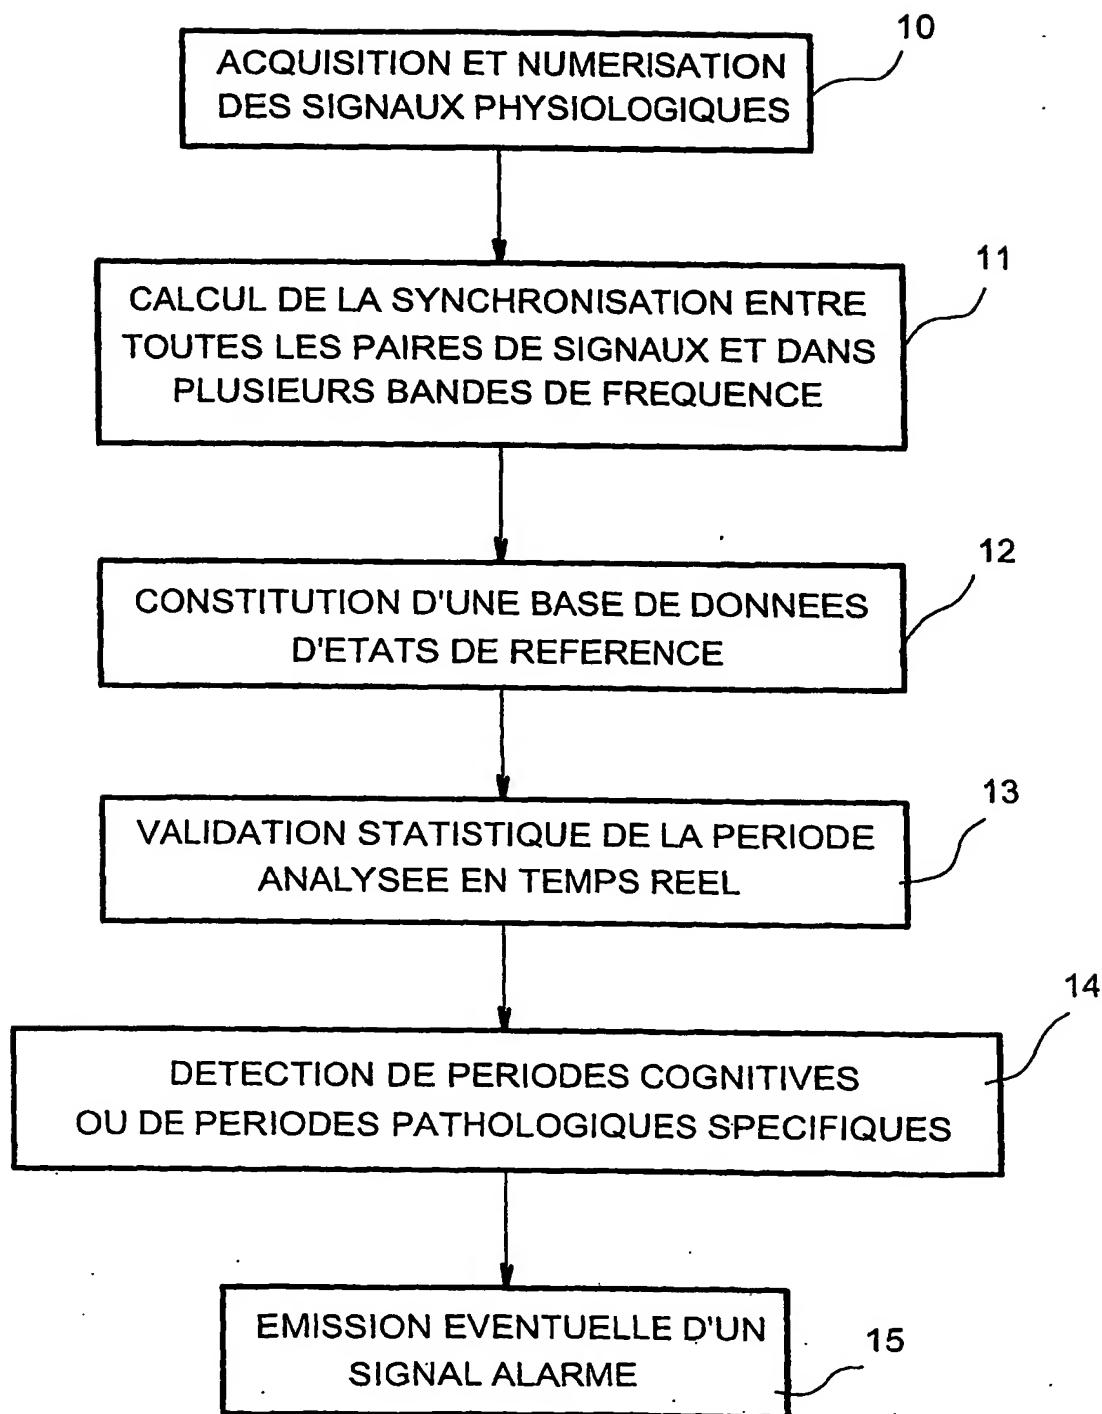 10
ACQUISITION ET NUMERISATION
DES SIGNAUX PHYSIOLOGIQUES
11
CALCUL DE LA SYNCHRONISATION ENTRE
TOUTES LES PAIRES DE SIGNAUX ET DANS
PLUSIEURS BANDES DE FREQUENCE
12
CONSTITUTION D'UNE BASE DE DONNEES
D'ETATS DE REFERENCE
13
VALIDATION STATISTIQUE DE LA PERIODE
ANALYSEE EN TEMPS REEL
14
DETECTION DE PERIODES COGNITIVES
OU DE PERIODES PATHOLOGIQUES SPECIFIQUES
EMISSION EVENTUELLE D'UN
SIGNAL ALARME
15